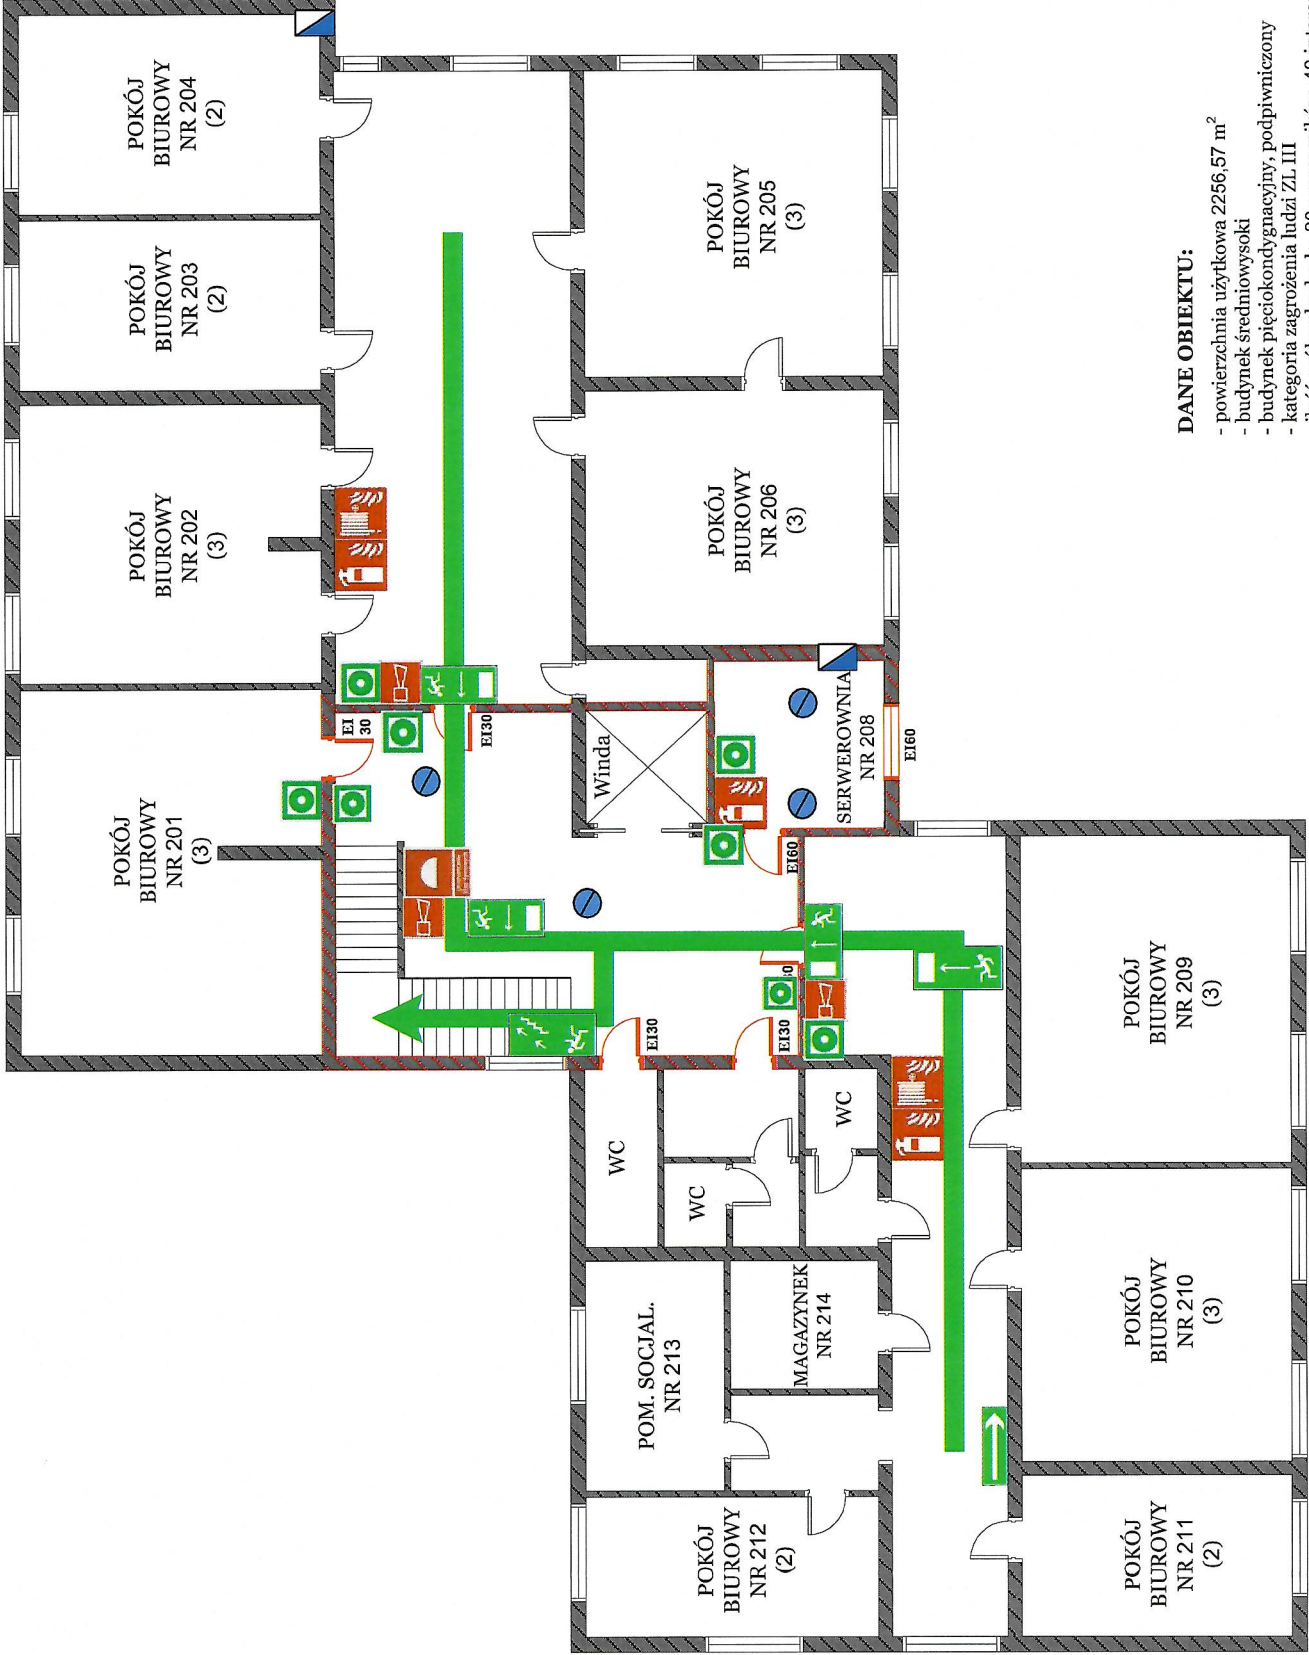 POKÓJ
BIUROWY
NR 204
(2)
POKÓJ
BIUROWY
NR 203
(2)
POKÓJ
BIUROWY
NR 202
(3)
POKÓJ
BIUROWY
NR 201
(3)
POKÓJ
BIUROWY
NR 205
(3)
POKÓJ
BIUROWY
NR 206
(3)
EI
30
EI30
Winda
SERWEROWNIA
NR 208
EI60
EI60
EI30
EI30
WC
WC
WC
POM. SOCJAL.
NR 213
MAGAZYNEK
NR 214
POKÓJ
BIUROWY
NR 212
(2)
POKÓJ
BIUROWY
NR 209
(3)
POKÓJ
BIUROWY
NR 210
(3)
POKÓJ
BIUROWY
NR 211
(2)
DANE OBIEKTU:
- powierzchnia użytkowa 2256,57 m²
- budynek średniowysoki
- budynek pięciokondygnacyjny, podpiwniczony
- kategoria zagrożenia ludzi ZL III